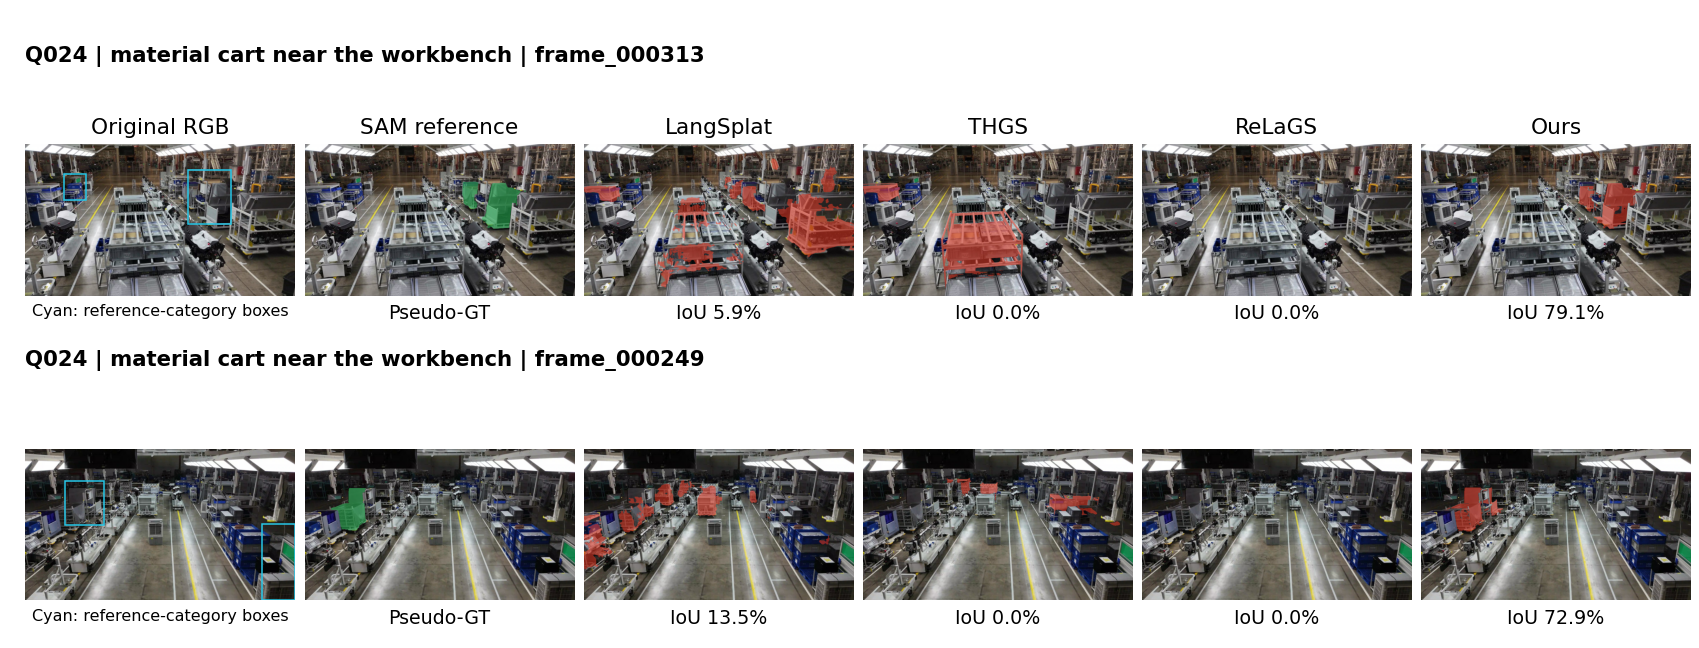 Q024 | material cart near the workbench | frame_000313
Original RGB SAM reference LangSplat THGS ReLaGS Ours
Cyan: reference-category boxes Pseudo-GT IoU 5.9% IoU 0.0% IoU 0.0% IoU 79.1%
Q024 | material cart near the workbench | frame_000249
Cyan: reference-category boxes Pseudo-GT IoU 13.5% IoU 0.0% IoU 0.0% IoU 72.9%